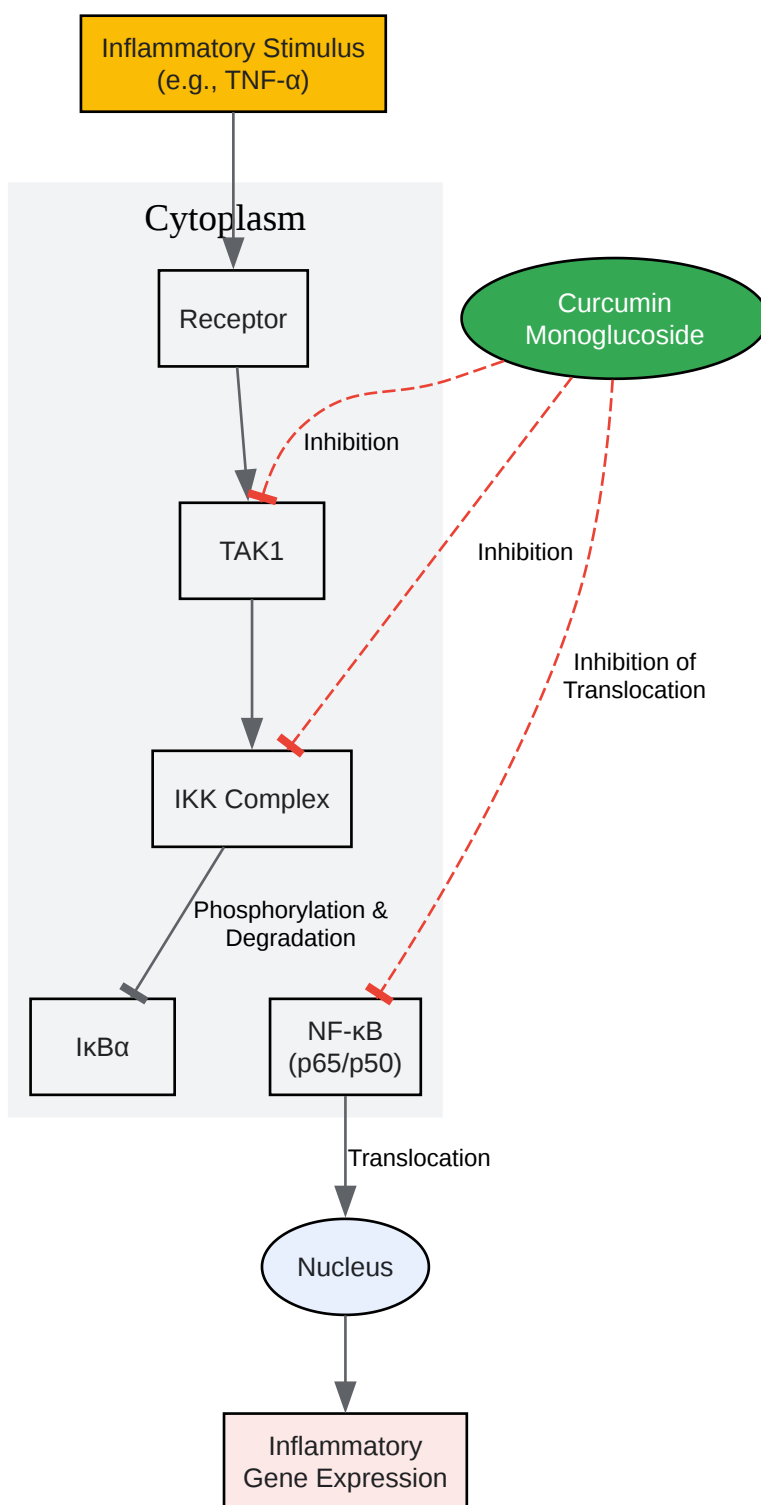 Inflammatory Stimulus
(e.g., TNF-α)
Cytoplasm
Receptor
Curcumin
Monoglucoside
Inhibition
TAK1
Inhibition
Inhibition of
Translocation
IKK Complex
Phosphorylation &
Degradation
IκBα
NF-κB
(p65/p50)
Translocation
Nucleus
Inflammatory
Gene Expression